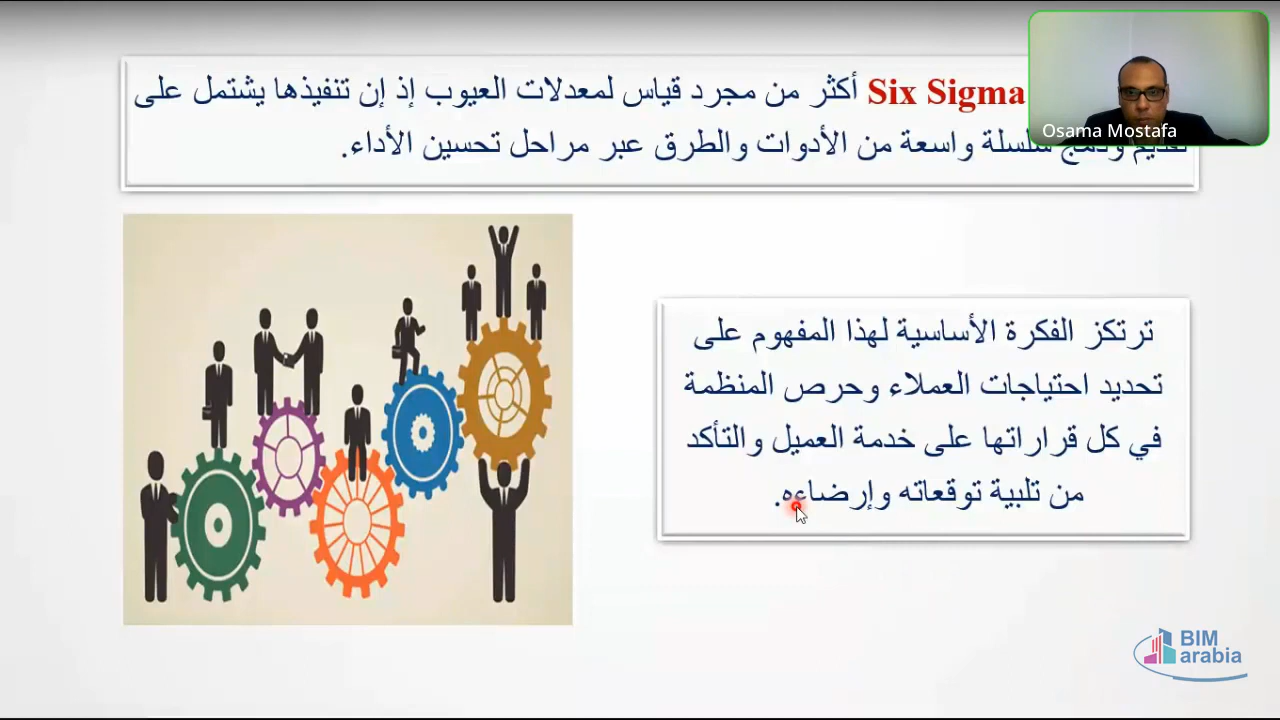 Six Sigma أكثر من مجرد قياس لمعدلات العيوب إذ إن تنفيذها يشتمل على
سلسلة واسعة من الأدوات والطرق عبر مراحل تحسين الأداء.
Osama Mostafa
ترتكز الفكرة الأساسية لهذا المفهوم على
تحديد احتياجات العملاء وحرص المنظمة
في كل قراراتها على خدمة العميل والتأكد
من تلبية توقعاته وإرضاءه.
BIM
arabia